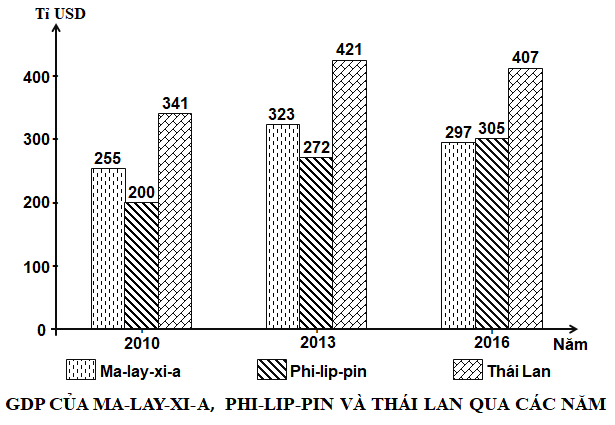 Tỉ USD
421
407
400
341
323
300
297
305
272
255
200
200
100
0
2010
2013
2016
Năm
Ma-lay-xi-a
Phi-lip-pin
Thái Lan
GDP CỦA MA-LAY-XI-A, PHI-LIP-PIN VÀ THÁI LAN QUA CÁC NĂM